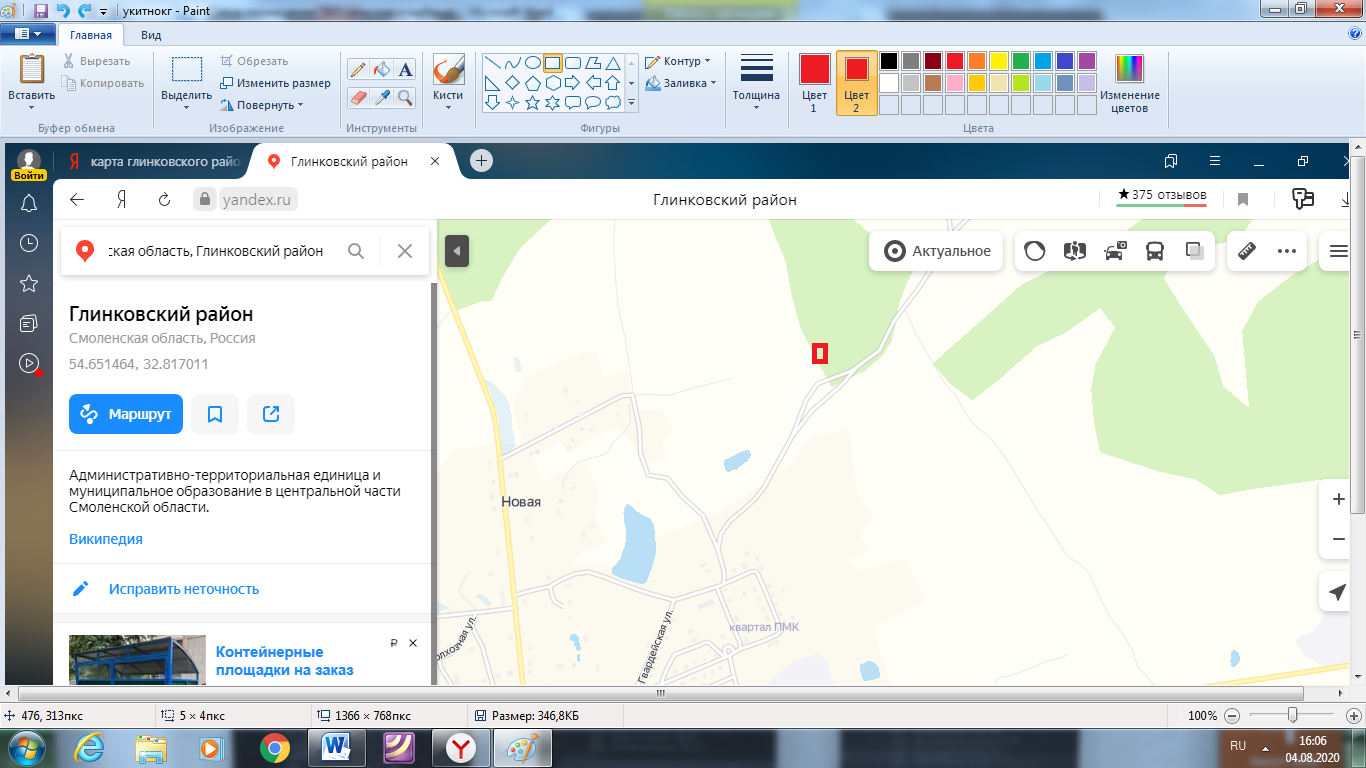 укитнокг - Paint
Главная
Вид
Вставить
Вырезать
Копировать
Буфер обмена
Выделить
Обрезать
Изменить размер
Повернуть
Изображение
A
Инструменты
Кисти
Контур
Заливка
Фигуры
Толщина
Цвет 1
Цвет 2
Изменение цветов
Цвета
Войти
Я карта глинковского райо
Глинковский район
Я
yandex.ru
Глинковский район
★375 отзывов
ская область, Глинковский район
Актуальное
Глинковский район
Смоленская область, Россия
54.651464, 32.817011
Маршрут
Административно-территориальная единица и
муниципальное образование в центральной части
Смоленской области.
Википедия
Исправить неточность
Контейнерные
площадки на заказ
₽
Новая
квартал ПМК
Гвардейская ул.
олхозная ул.
476, 313пкс
5 × 4пкс
1366 × 768пкс
Размер: 346,8КБ
100%
RU
16:06
04.08.2020